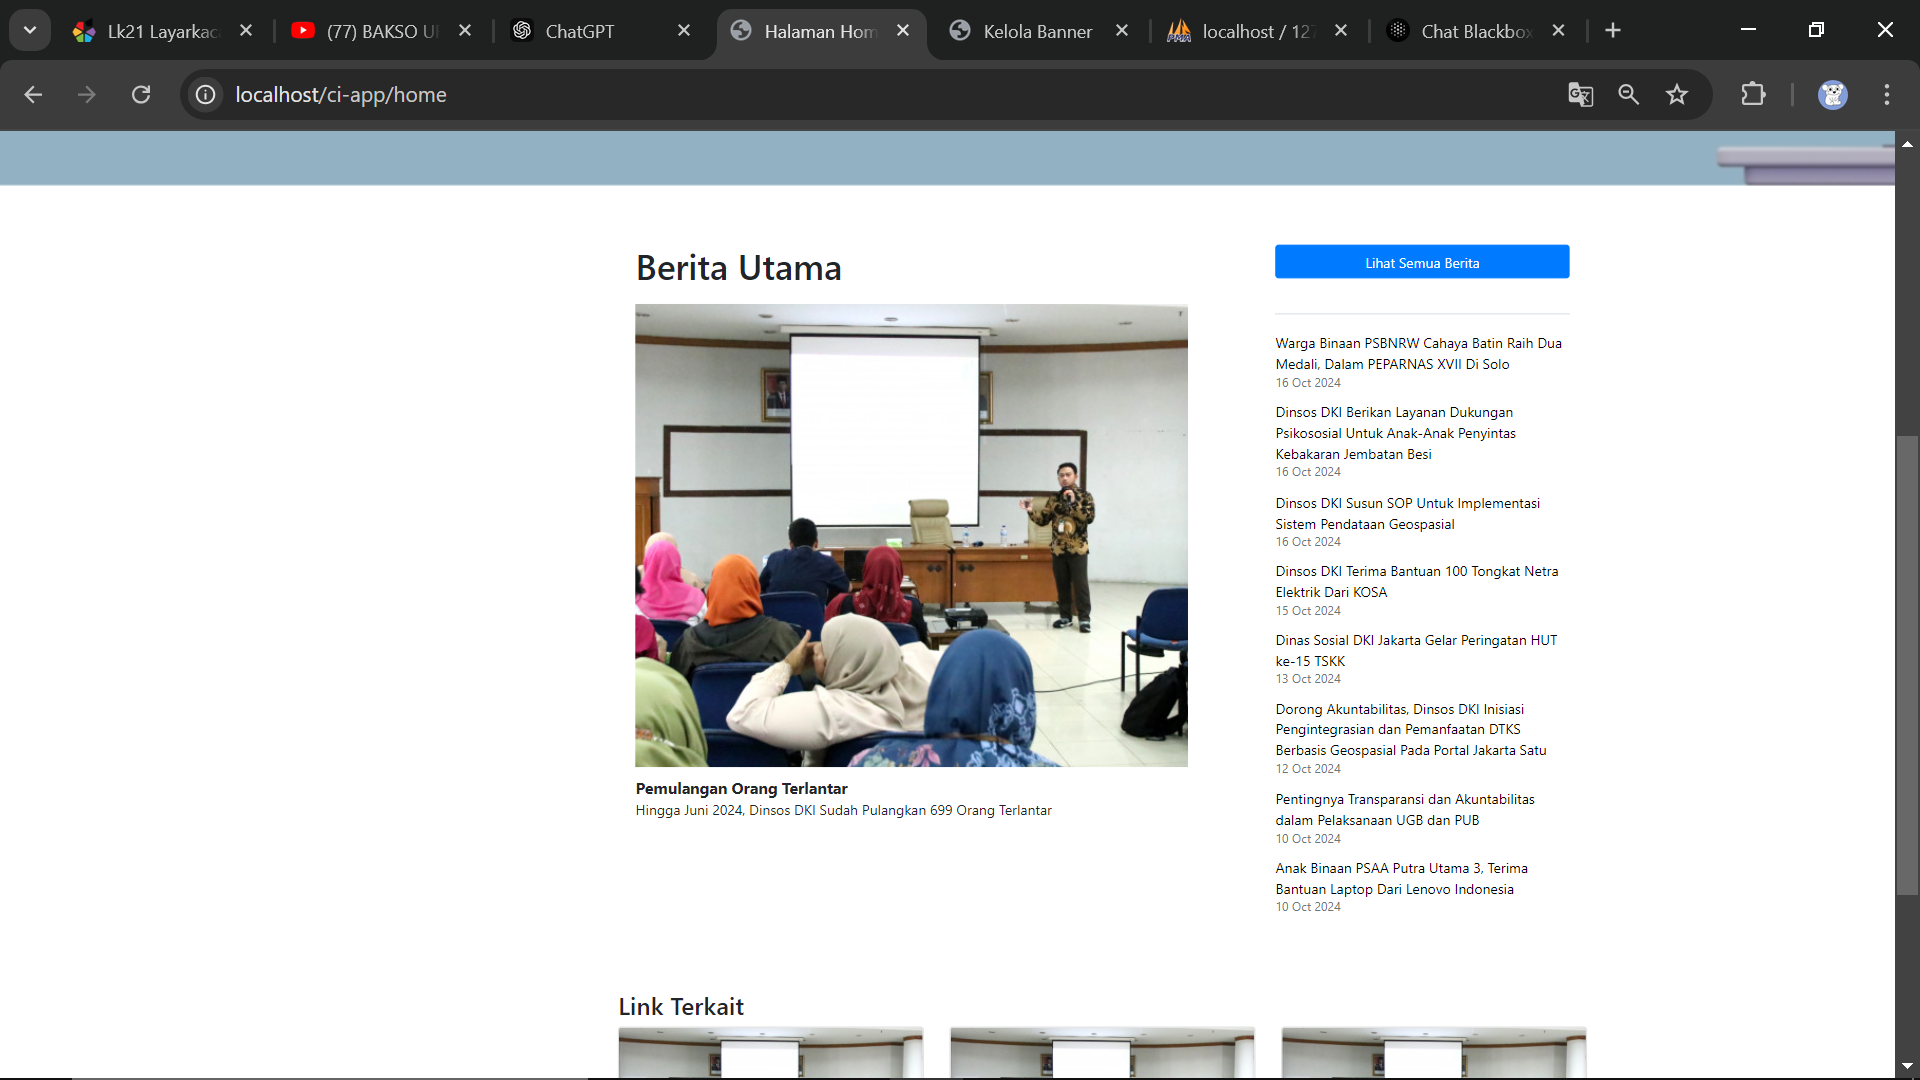 Lk21 Layarkaca
(77) BAKSO U
ChatGPT
Halaman Hom
Kelola Banner
localhost / 127
Chat Blackbox
localhost/ci-app/home
Berita Utama
Pemulangan Orang Terlantar
Hingga Juni 2024, Dinsos DKI Sudah Pulangkan 699 Orang Terlantar
Lihat Semua Berita
Warga Binaan PSBNRW Cahaya Batin Raih Dua
Medali, Dalam PEPARNAS XVII Di Solo
16 Oct 2024
Dinsos DKI Berikan Layanan Dukungan
Psikososial Untuk Anak-Anak Penyintas
Kebakaran Jembatan Besi
16 Oct 2024
Dinsos DKI Susun SOP Untuk Implementasi
Sistem Pendataan Geospasial
16 Oct 2024
Dinsos DKI Terima Bantuan 100 Tongkat Netra
Elektrik Dari KOSA
15 Oct 2024
Dinas Sosial DKI Jakarta Gelar Peringatan HUT
ke-15 TSKK
13 Oct 2024
Dorong Akuntabilitas, Dinsos DKI Inisiasi
Pengintegrasian dan Pemanfaatan DTKS
Berbasis Geospasial Pada Portal Jakarta Satu
12 Oct 2024
Pentingnya Transparansi dan Akuntabilitas
dalam Pelaksanaan UGB dan PUB
10 Oct 2024
Anak Binaan PSAA Putra Utama 3, Terima
Bantuan Laptop Dari Lenovo Indonesia
10 Oct 2024
Link Terkait